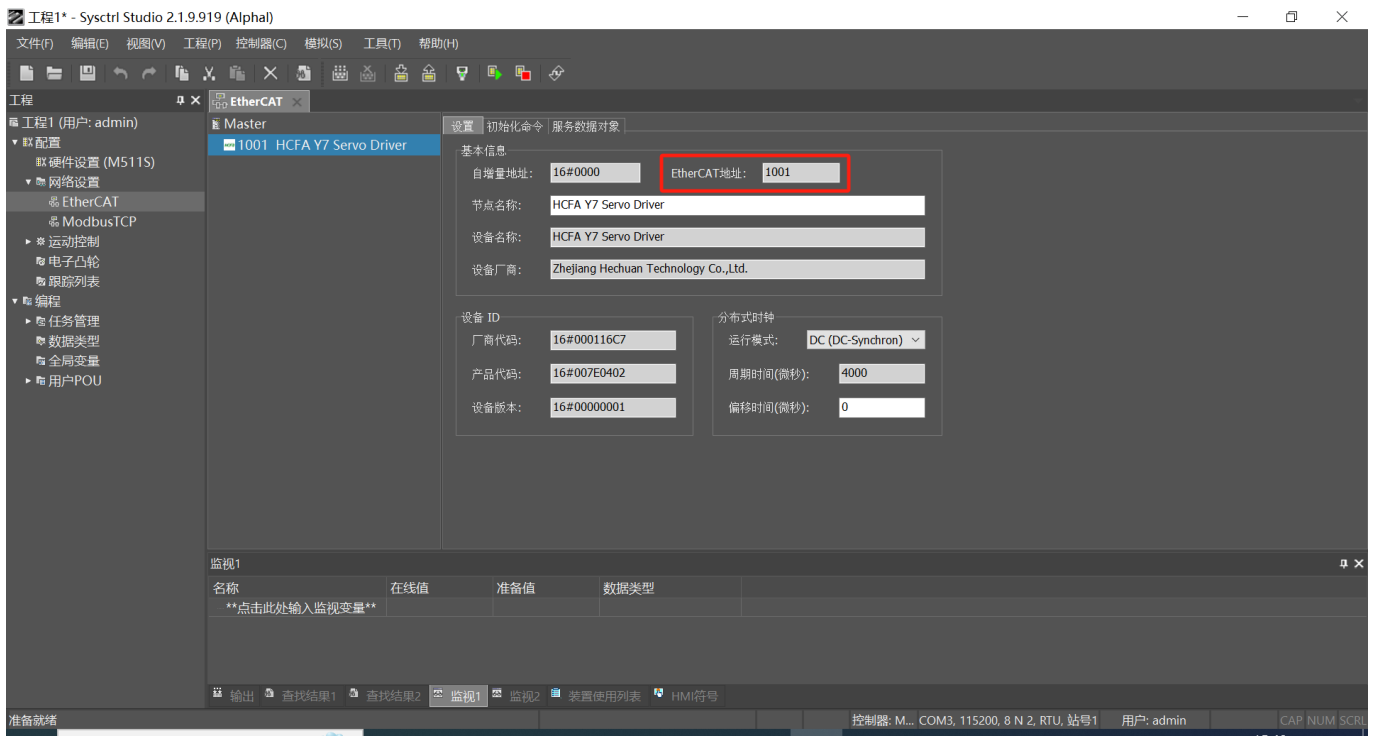 工程1* - Sysctrl Studio 2.1.9.919 (Alphal)
文件(F) 编辑(E) 视图(V) 工程(P) 控制器(C) 模拟(S) 工具(T) 帮助(H)
工程
工程1 (用户: admin)
配置
硬件设置 (M511S)
网络设置
EtherCAT
ModbusTCP
运动控制
电子凸轮
跟踪列表
编程
任务管理
数据类型
全局变量
用户POU
EtherCAT
Master
1001 HCFA Y7 Servo Driver
设置 初始化命令 服务数据对象
基本信息
自增量地址: 16#0000 EtherCAT地址: 1001
节点名称: HCFA Y7 Servo Driver
设备名称: HCFA Y7 Servo Driver
设备厂商: Zhejiang Hechuan Technology Co.,Ltd.
设备 ID
厂商代码: 16#000116C7
产品代码: 16#007E0402
设备版本: 16#00000001
分布式时钟
运行模式: DC (DC-Synchron)
周期时间(微秒): 4000
偏移时间(微秒): 0
监视1
名称 在线值 准备值 数据类型
**点击此处输入监视变量**
输出 查找结果1 查找结果2 监视1 监视2 装置使用列表 HMI符号
准备就绪 控制器: M... COM3, 115200, 8 N 2, RTU, 站号1 用户: admin CAP NUM SCRL